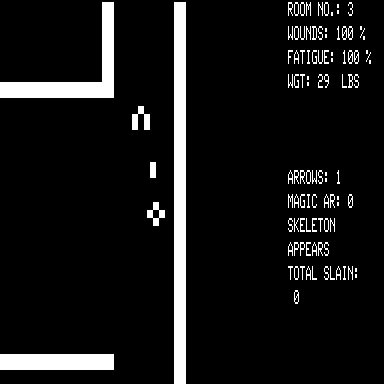 ROOM NO.: 3
WOUNDS: 100 %
FATIGUE: 100 %
WGT: 29 LBS
ARROWS: 1
MAGIC AR: 0
SKELETON
APPEARS
TOTAL SLAIN:
0